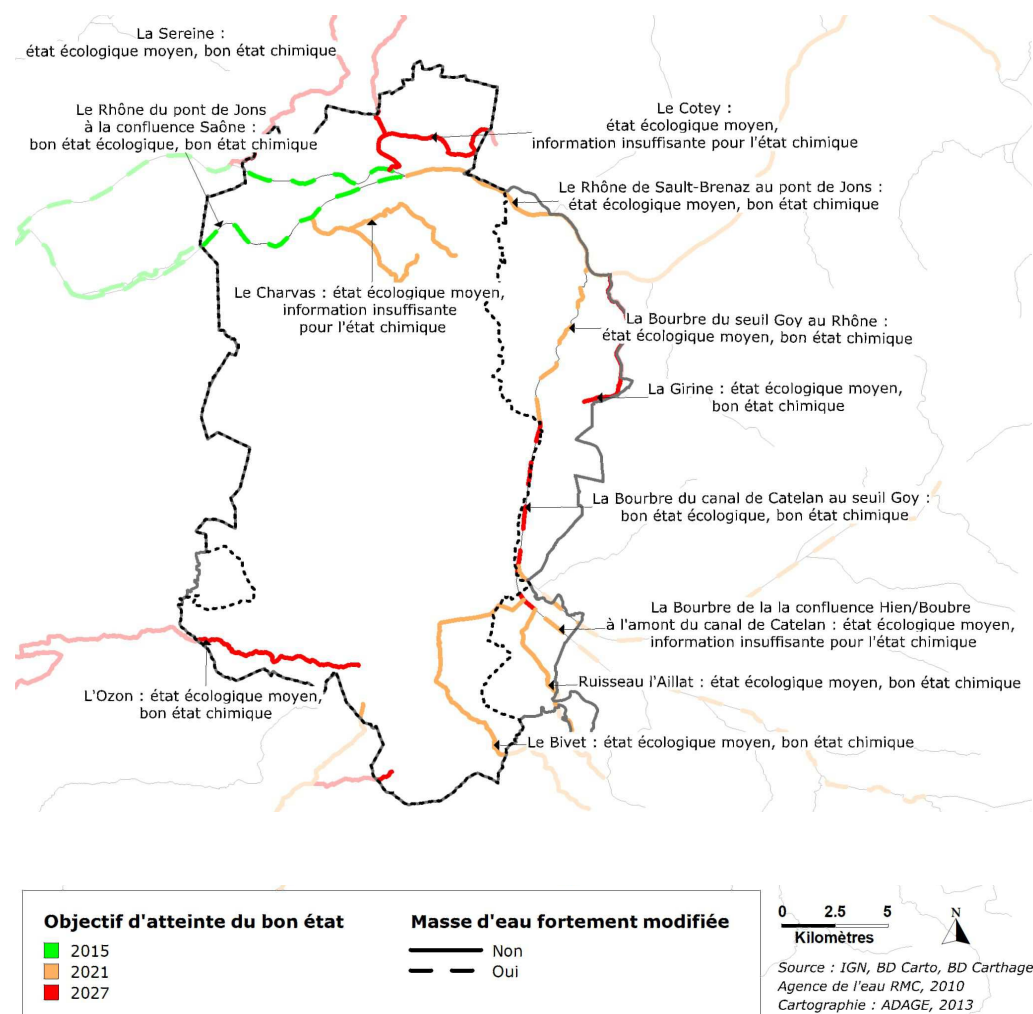 La Sereine :
état écologique moyen, bon état chimique
Le Rhône du pont de Jons
à la confluence Saône :
bon état écologique, bon état chimique
Le Cotey :
état écologique moyen,
information insuffisante pour l'état chimique
Le Rhône de Sault-Brenaz au pont de Jons :
état écologique moyen, bon état chimique
Le Charvas : état écologique moyen,
information insuffisante
pour l'état chimique
La Bourbre du seuil Goy au Rhône :
état écologique moyen, bon état chimique
La Girine : état écologique moyen,
bon état chimique
La Bourbre du canal de Catelan au seuil Goy :
bon état écologique, bon état chimique
La Bourbre de la la confluence Hien/Boubre
à l'amont du canal de Catelan : état écologique moyen,
information insuffisante pour l'état chimique
Ruisseau l'Aillat : état écologique moyen, bon état chimique
L'Ozon : état écologique moyen,
bon état chimique
Le Bivet : état écologique moyen, bon état chimique
Objectif d'atteinte du bon état
2015
2021
2027
Masse d'eau fortement modifiée
Non
Oui
0 2.5 5
Kilomètres
N
Source : IGN, BD Carto, BD Carthage
Agence de l'eau RMC, 2010
Cartographie : ADAGE, 2013